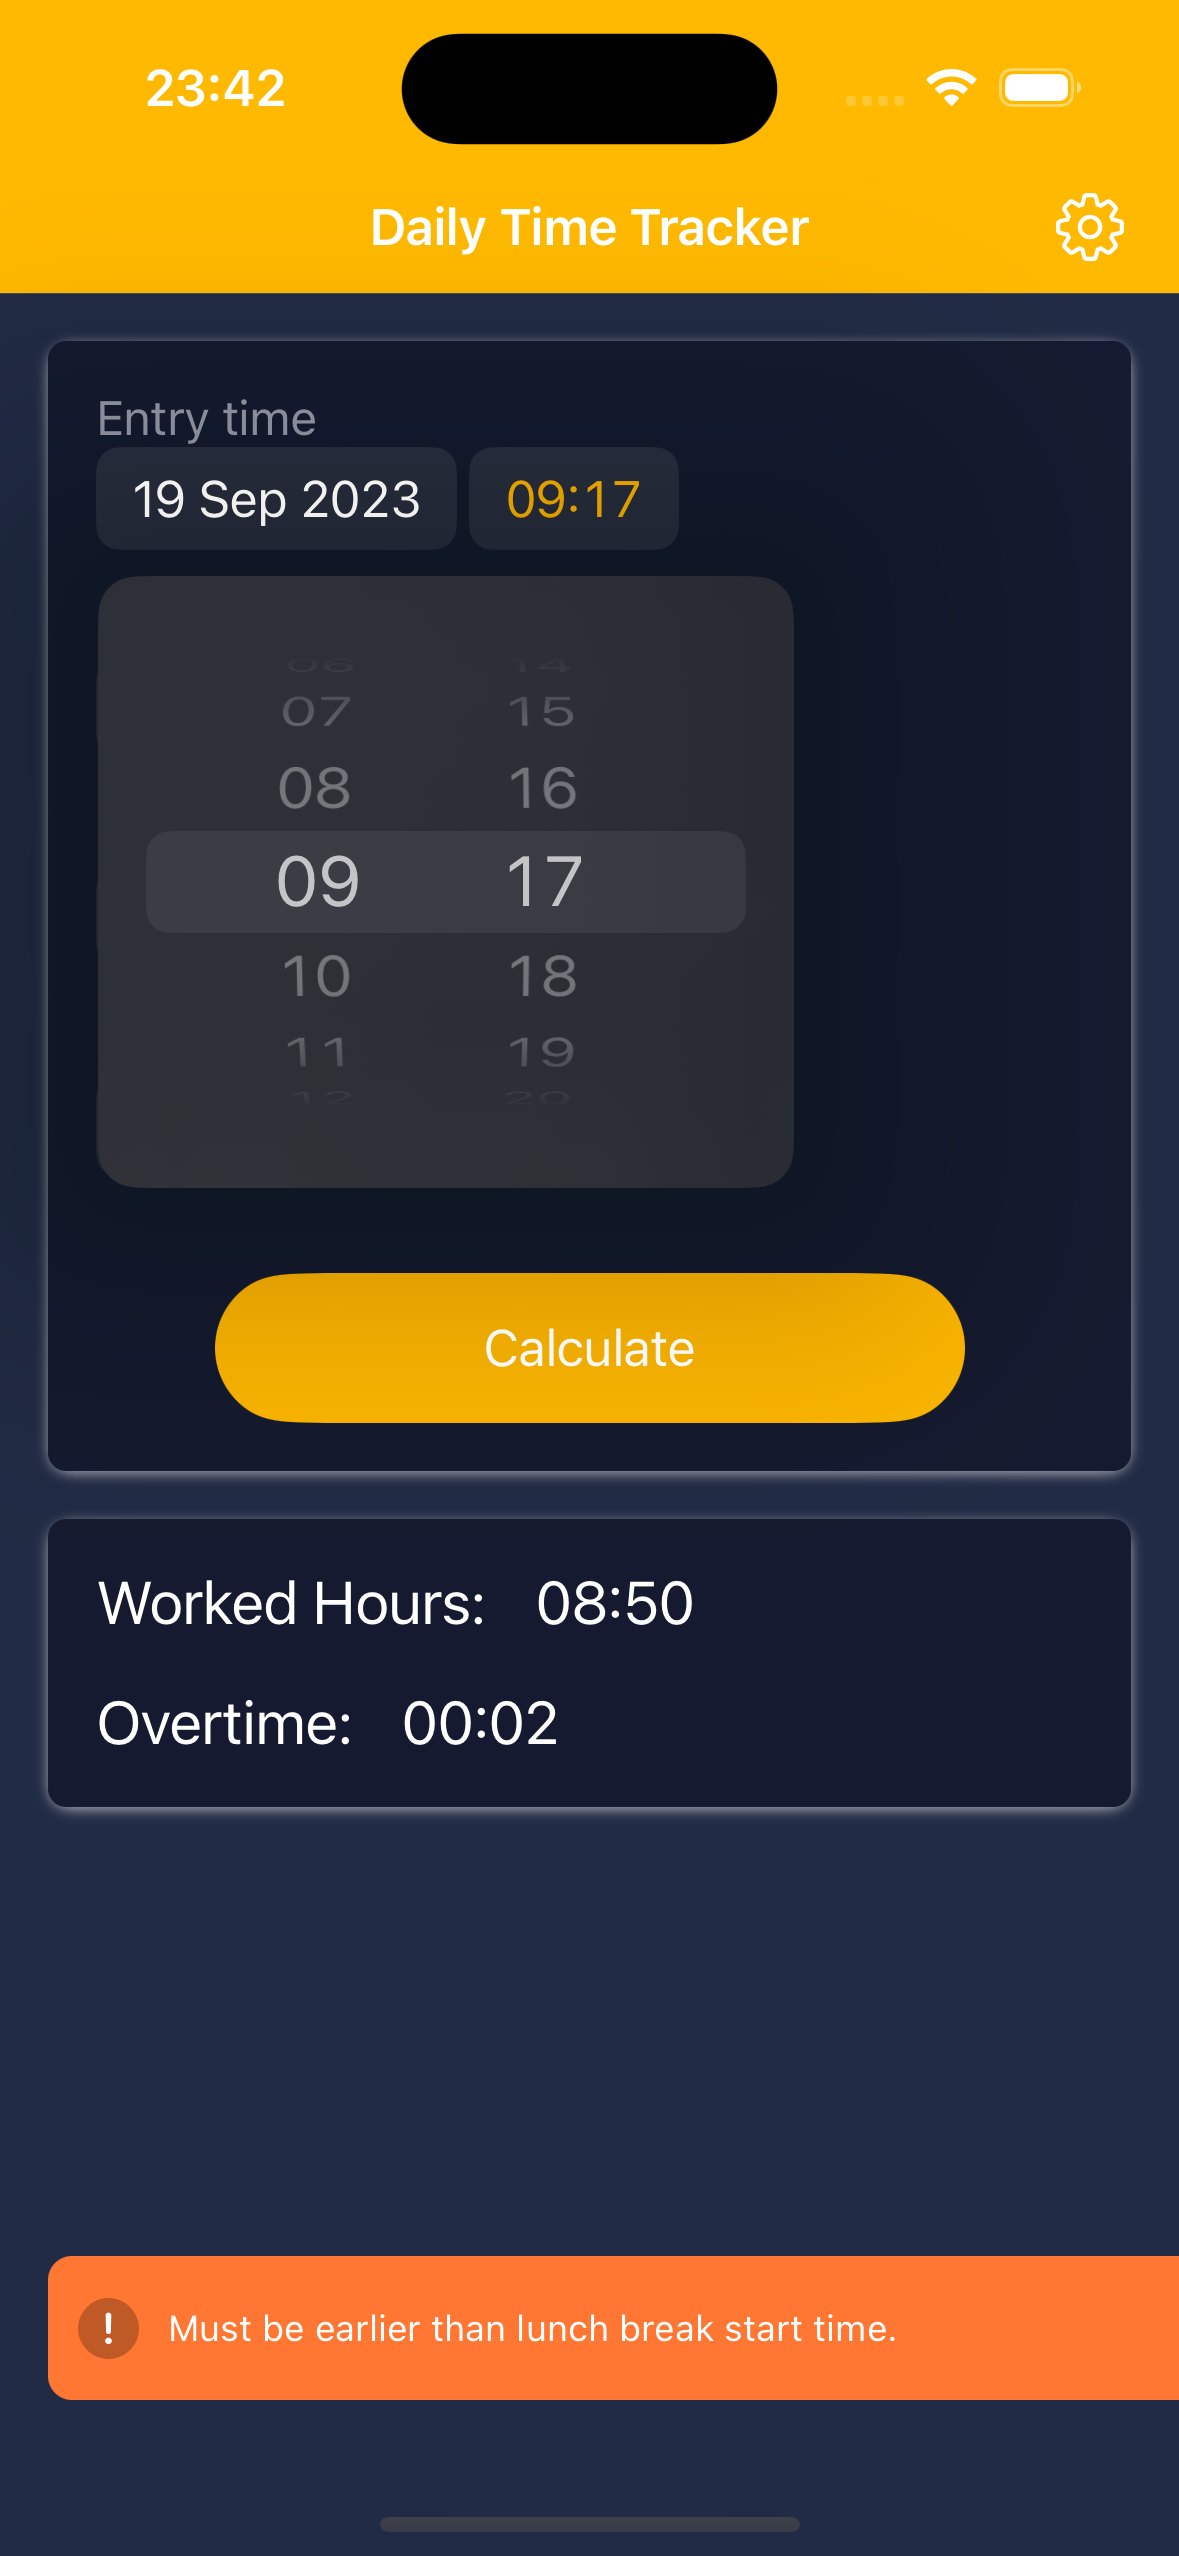 23:42
Daily Time Tracker
Entry time
19 Sep 2023 09:17
06 14
07 15
08 16
09 17
10 18
11 19
12 20
Calculate
Worked Hours: 08:50
Overtime: 00:02
! Must be earlier than lunch break start time.